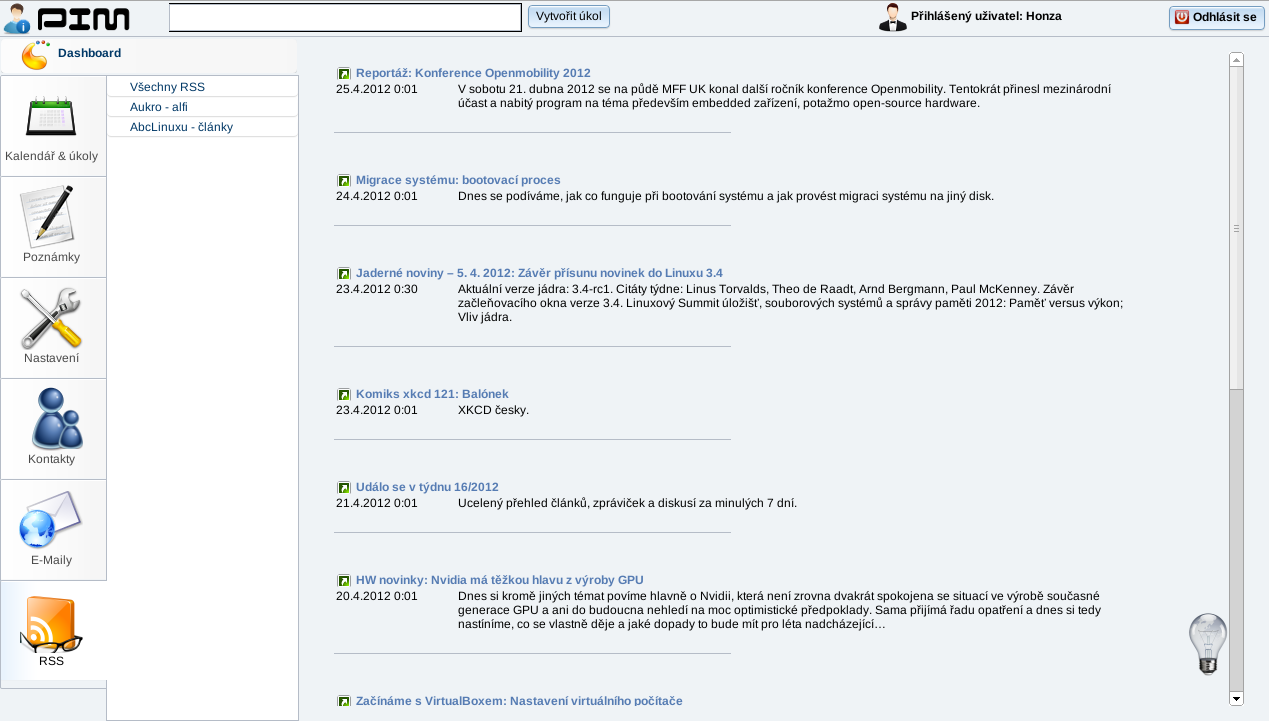 PIM
Vytvořit úkol
Přihlášený uživatel: Honza
Odhlásit se
Dashboard
Kalendář & úkoly
Poznámky
Nastavení
Kontakty
E-Maily
RSS
Všechny RSS
Aukro - alfi
AbcLinuxu - články
Reportáž: Konference Openmobility 2012
25.4.2012 0:01 V sobotu 21. dubna 2012 se na půdě MFF UK konal další ročník konference Openmobility. Tentokrát přinesl mezinárodní
účast a nabitý program na téma především embedded zařízení, potažmo open-source hardware.
Migrace systému: bootovací proces
24.4.2012 0:01 Dnes se podíváme, jak co funguje při bootování systému a jak provést migraci systému na jiný disk.
Jaderné noviny – 5. 4. 2012: Závěr přísunu novinek do Linuxu 3.4
23.4.2012 0:30 Aktuální verze jádra: 3.4-rc1. Citáty týdne: Linus Torvalds, Theo de Raadt, Arnd Bergmann, Paul McKenney. Závěr
začleňovacího okna verze 3.4. Linuxový Summit úložišť, souborových systémů a správy paměti 2012: Paměť versus výkon;
Vliv jádra.
Komiks xkcd 121: Balónek
23.4.2012 0:01 XKCD česky.
Událo se v týdnu 16/2012
21.4.2012 0:01 Ucelený přehled článků, zpráviček a diskusí za minulých 7 dní.
HW novinky: Nvidia má těžkou hlavu z výroby GPU
20.4.2012 0:01 Dnes si kromě jiných témat povíme hlavně o Nvidii, která není zrovna dvakrát spokojena se situací ve výrobě současné
generace GPU a ani do budoucna nehledí na moc optimistické předpoklady. Sama přijímá řadu opatření a dnes si tedy
nastíníme, co se vlastně děje a jaké dopady to bude mít pro léta nadcházející…
Začínáme s VirtualBoxem: Nastavení virtuálního počítače